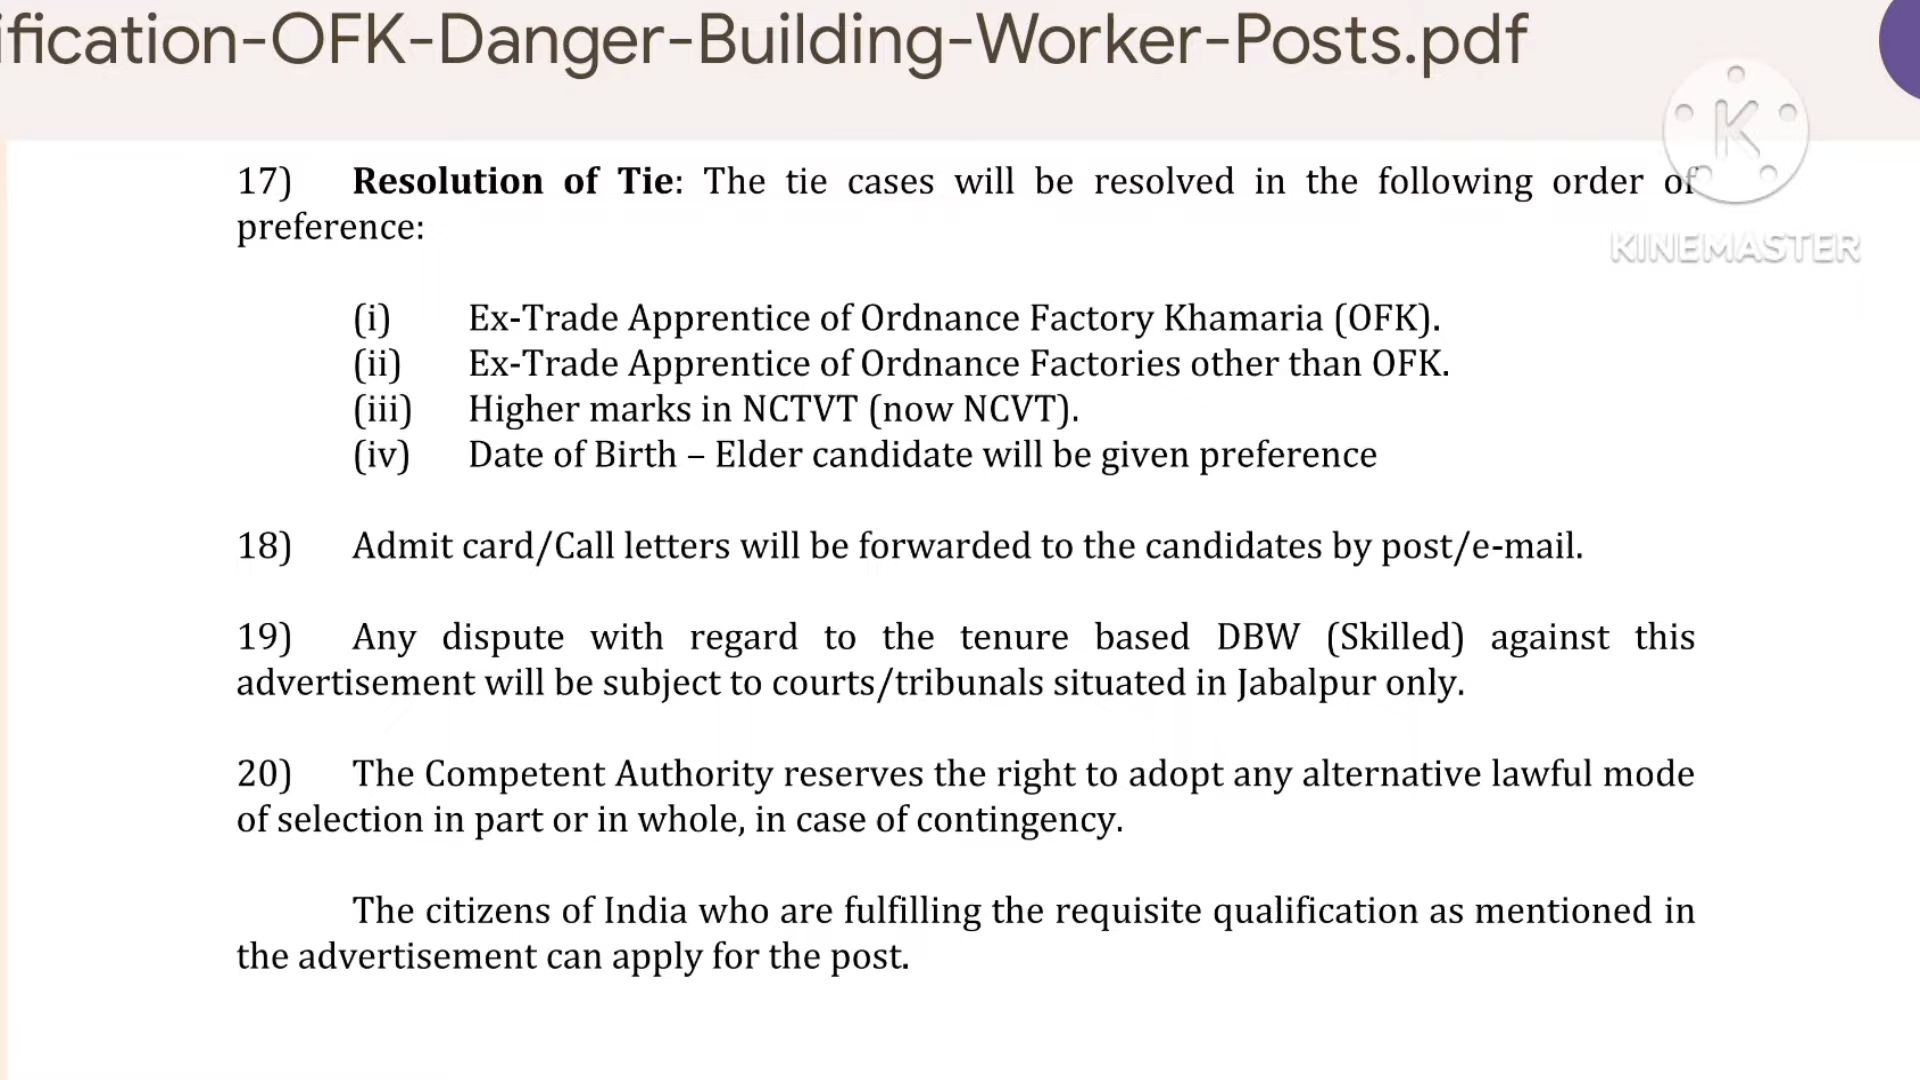 ification-OFK-Danger-Building-Worker-Posts.pdf
K
KINEMASTER
17) Resolution of Tie: The tie cases will be resolved in the following order of
preference:
(i) Ex-Trade Apprentice of Ordnance Factory Khamaria (OFK).
(ii) Ex-Trade Apprentice of Ordnance Factories other than OFK.
(iii) Higher marks in NCTVT (now NCVT).
(iv) Date of Birth – Elder candidate will be given preference
18) Admit card/Call letters will be forwarded to the candidates by post/e-mail.
19) Any dispute with regard to the tenure based DBW (Skilled) against this
advertisement will be subject to courts/tribunals situated in Jabalpur only.
20) The Competent Authority reserves the right to adopt any alternative lawful mode
of selection in part or in whole, in case of contingency.
The citizens of India who are fulfilling the requisite qualification as mentioned in
the advertisement can apply for the post.